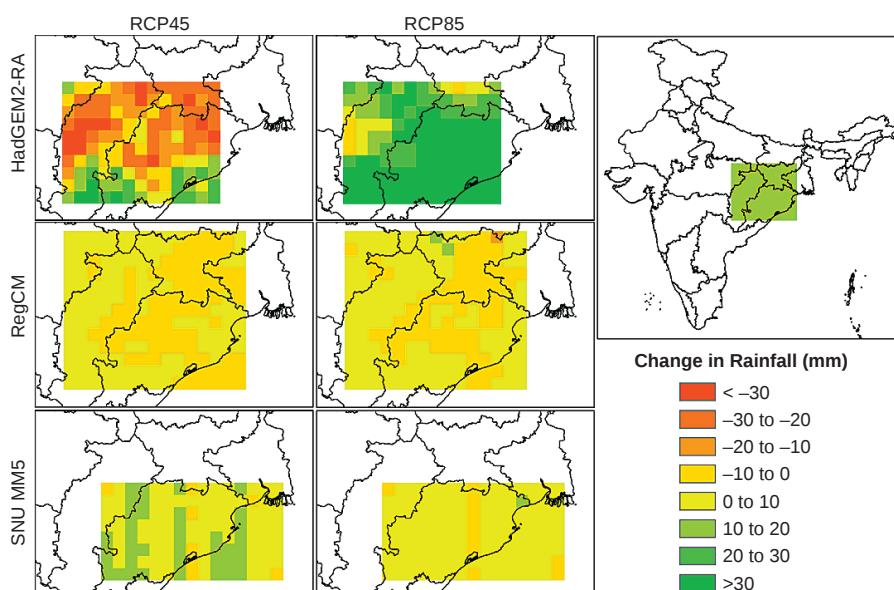 RCP45
RCP85
HadGEM2-RA
RegCM
SNU MM5
Change in Rainfall (mm)
< –30
–30 to –20
–20 to –10
–10 to 0
0 to 10
10 to 20
20 to 30
>30